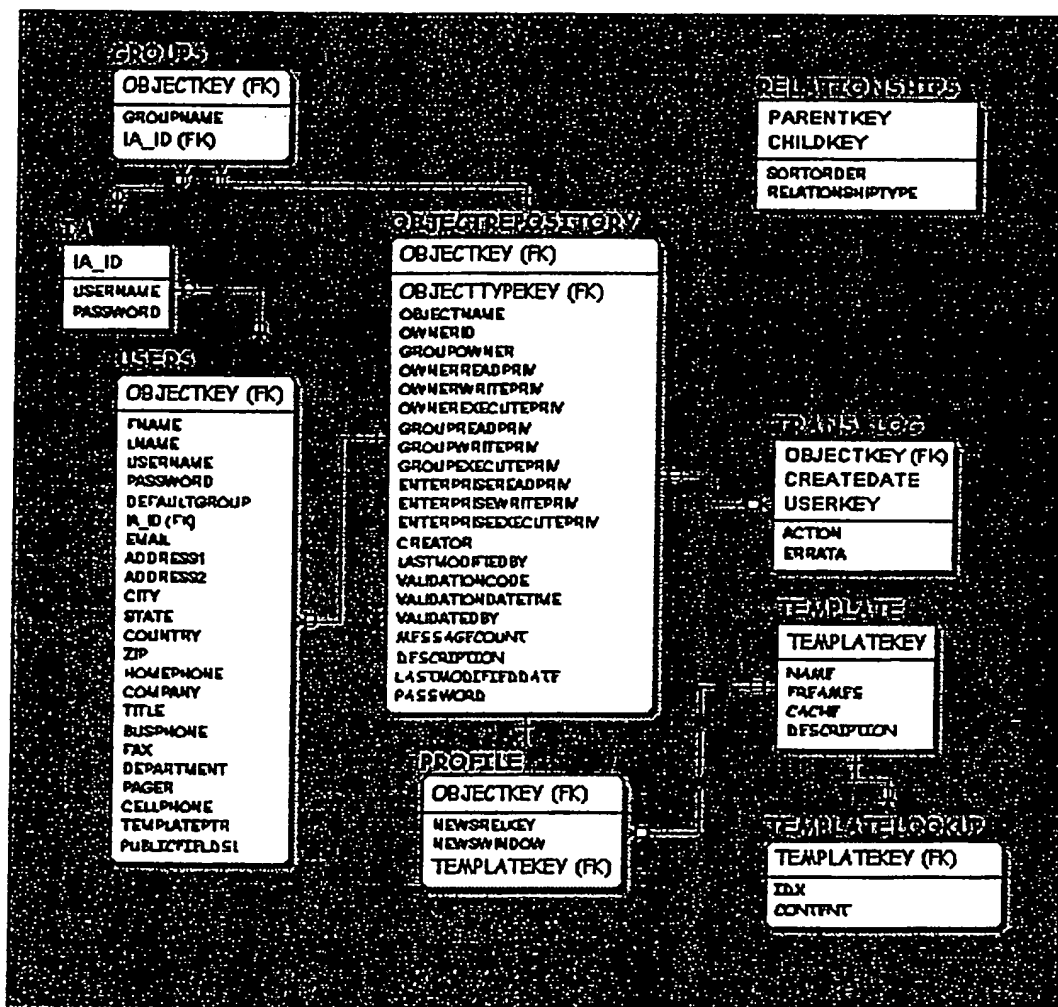 GROUPS
OBJECTKEY (FK)
GROUPNAME
IA_ID (FK)
RELATIONSHIPS
PARENTKEY
CHILDKEY
SORTORDER
RELATIONSHIPTYPE
IA
IA_ID
USERNAME
PASSWORD
OBJECTREPOSITORY
OBJECTKEY (FK)
OBJECTTYPEKEY (FK)
OBJECTNAME
OWNERID
GROUPOWNER
OWNERREADPRIV
OWNERWRITEPRIV
OWNEREXECUTEPRIV
GROUPREADPRIV
GROUPWRITEPRIV
GROUPEXECUTEPRIV
ENTERPRISEREADPRIV
ENTERPRISEWRITEPRIV
ENTERPRISEEXECUTEPRIV
CREATOR
LASTMODIFIEDBY
VALIDATIONCODE
VALIDATIONDATETIME
VALIDATEDBY
MESSAGECOUNT
DESCRIPTION
LASTMODIFIEDDATE
PASSWORD
USERS
OBJECTKEY (FK)
FNAME
LNAME
USERNAME
PASSWORD
DEFAULTGROUP
IA_ID (FK)
EMAIL
ADDRESS1
ADDRESS2
CITY
STATE
COUNTRY
ZIP
HOMEPHONE
COMPANY
TITLE
BUSPHONE
FAX
DEPARTMENT
PAGER
CELLPHONE
TEMPLATEPTR
PUBLICFIELDS1
TRANS_LOG
OBJECTKEY (FK)
CREATEDATE
USERKEY
ACTION
ERRATA
TEMPLATE
TEMPLATEKEY
NAME
FREAMES
CACHE
DESCRIPTION
PROFILE
OBJECTKEY (FK)
NEWSRELKEY
NEWSWINDOW
TEMPLATEKEY (FK)
TEMPLATELOOKUP
TEMPLATEKEY (FK)
IDX
CONTENT